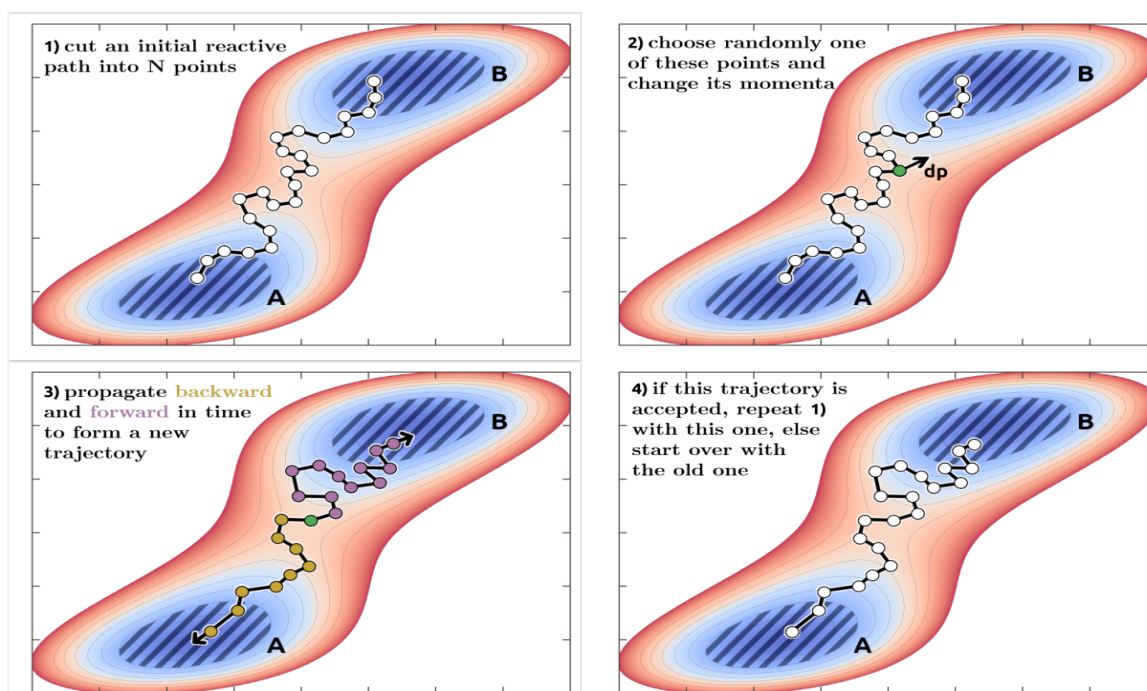 1) cut an initial reactive
path into N points
B
A
2) choose randomly one
of these points and
change its momenta
B
dp
A
3) propagate backward
and forward in time
to form a new
trajectory
B
A
4) if this trajectory is
accepted, repeat 1)
with this one, else
start over with
the old one
B
A